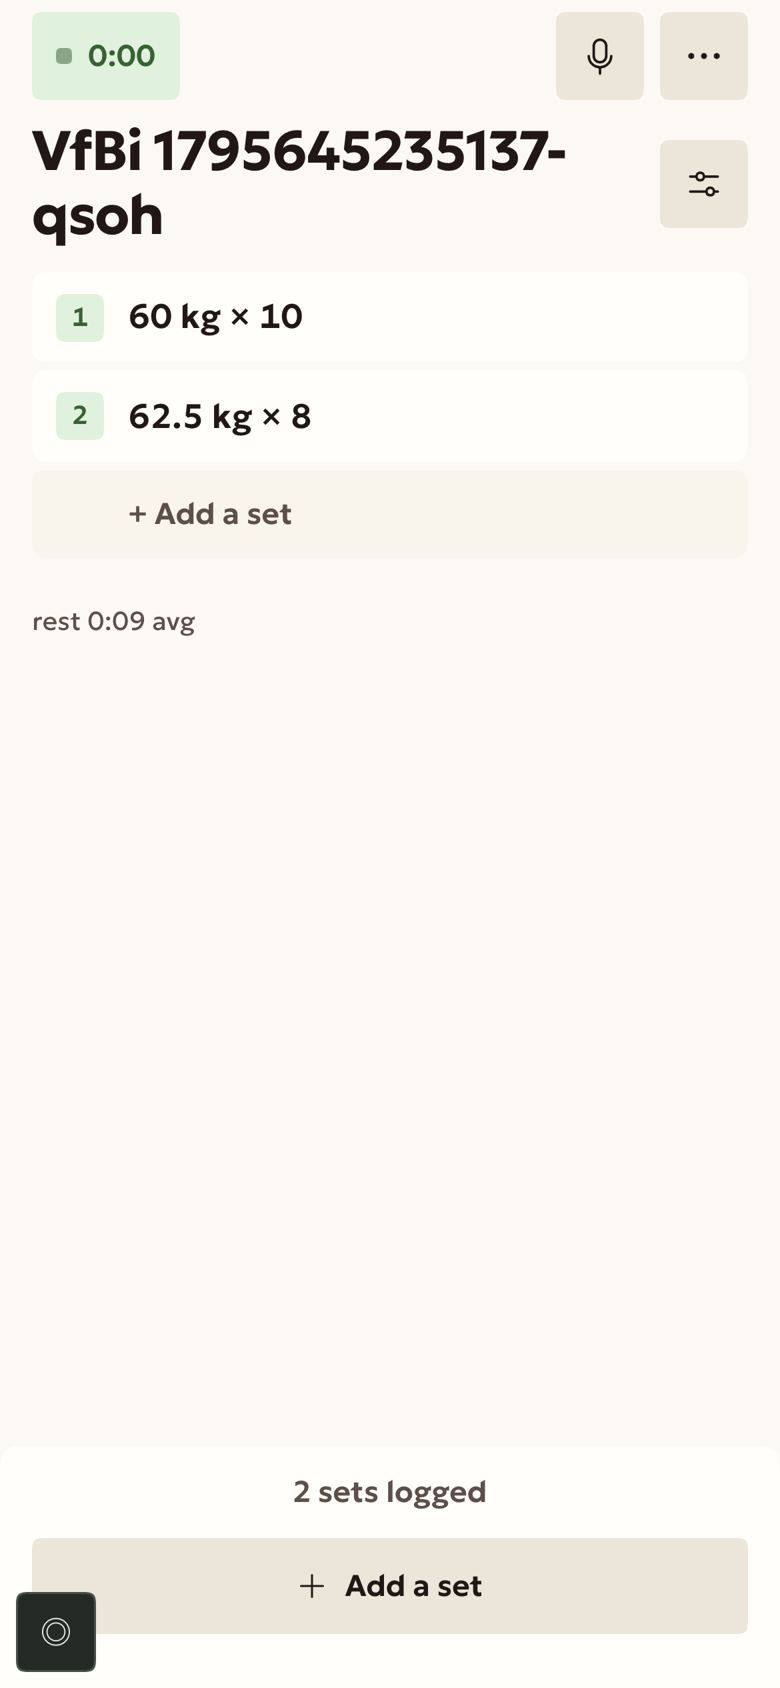 0:00
VfBi 1795645235137-
qsoh
1 60 kg × 10
2 62.5 kg × 8
+ Add a set
rest 0:09 avg
2 sets logged
+ Add a set